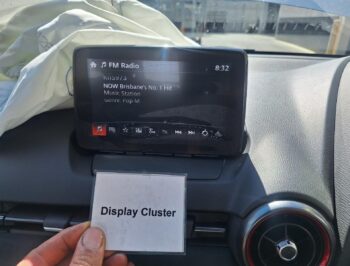 FM Radio 8:32
NOW Brisbane's No.1 Hit
Music Station
Genre: Pop M
Display Cluster